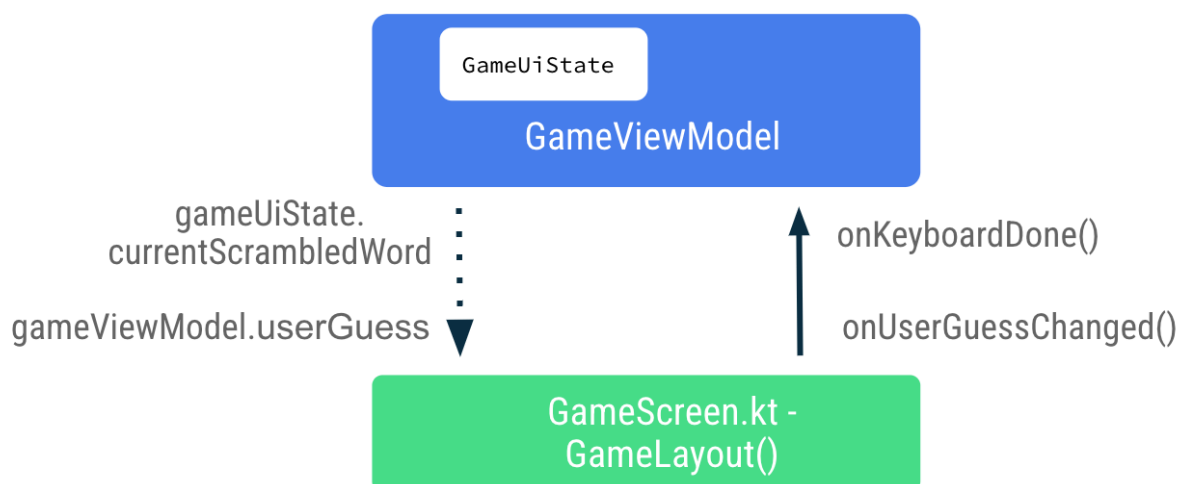 GameUiState
GameViewModel
gameUiState.
currentScrambledWord
gameViewModel.userGuess
onKeyboardDone()
onUserGuessChanged()
GameScreen.kt -
GameLayout()